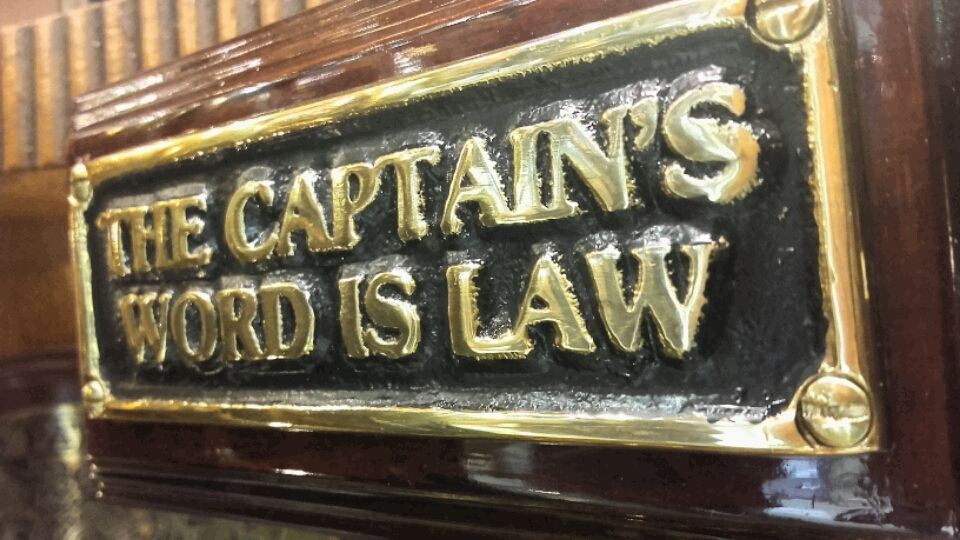 THE CAPTAIN'S
WORD IS LAW